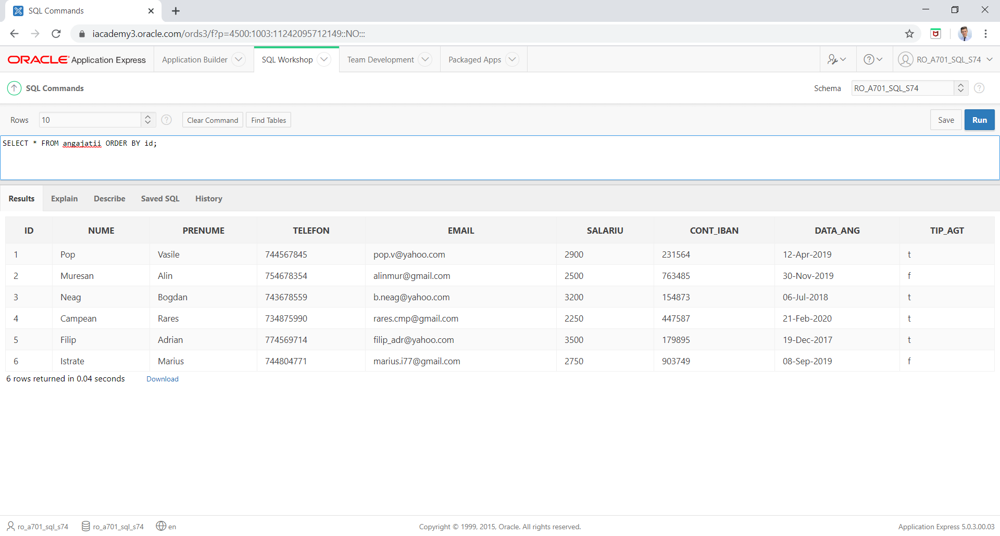 SQL Commands
iacademy3.oracle.com/ords3/f?p=4500:1003:11242095712149::NO:::
ORACLE Application Express Application Builder SQL Workshop Team Development Packaged Apps RO_A701_SQL_S74
SQL Commands Schema RO_A701_SQL_S74
Rows 10 Clear Command Find Tables Save Run
SELECT * FROM angajatii ORDER BY id;
Results Explain Describe Saved SQL History
ID NUME PRENUME TELEFON EMAIL SALARIU CONT_IBAN DATA_ANG TIP_AGT
1 Pop Vasile 744567845 pop.v@yahoo.com 2900 231564 12-Apr-2019 t
2 Muresan Alin 754678354 alinmur@gmail.com 2500 763485 30-Nov-2019 f
3 Neag Bogdan 743678559 b.neag@yahoo.com 3200 154873 06-Jul-2018 t
4 Campean Rares 734875990 rares.cmp@gmail.com 2250 447587 21-Feb-2020 t
5 Filip Adrian 774569714 filip_adr@yahoo.com 3500 179895 19-Dec-2017 t
6 Istrate Marius 744804771 marius.i77@gmail.com 2750 903749 08-Sep-2019 f
6 rows returned in 0.04 seconds Download
ro_a701_sql_s74 ro_a701_sql_s74 en Copyright © 1999, 2015, Oracle. All rights reserved. Application Express 5.0.3.00.03